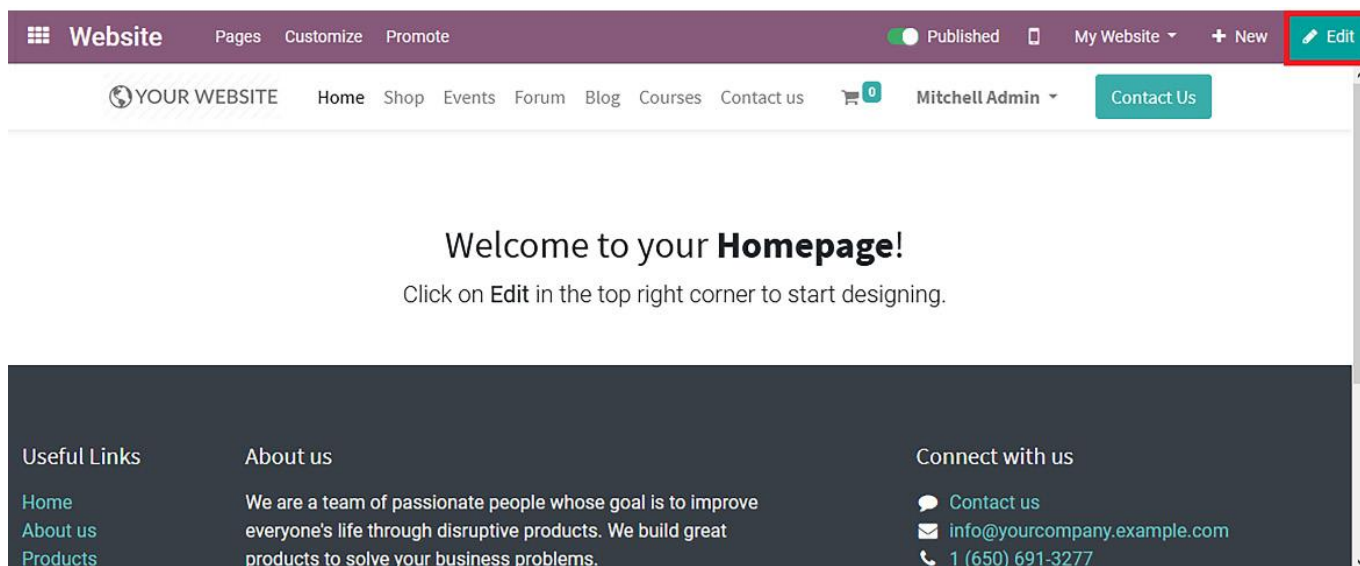 Website Pages Customize Promote Published My Website + New Edit
YOUR WEBSITE Home Shop Events Forum Blog Courses Contact us 0 Mitchell Admin Contact Us
Welcome to your Homepage!
Click on Edit in the top right corner to start designing.
Useful Links
Home
About us
Products
About us
We are a team of passionate people whose goal is to improve
everyone's life through disruptive products. We build great
products to solve your business problems.
Connect with us
Contact us
info@yourcompany.example.com
1 (650) 691-3277